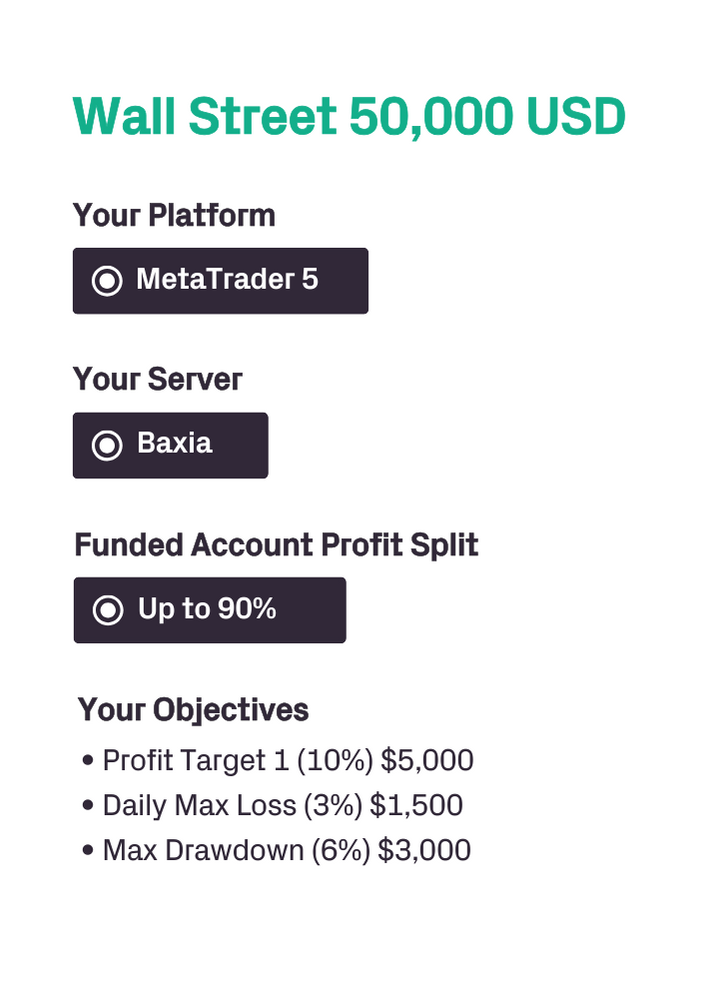 Wall Street 50,000 USD
Your Platform
MetaTrader 5
Your Server
Baxia
Funded Account Profit Split
Up to 90%
Your Objectives
• Profit Target 1 (10%) $5,000
• Daily Max Loss (3%) $1,500
• Max Drawdown (6%) $3,000